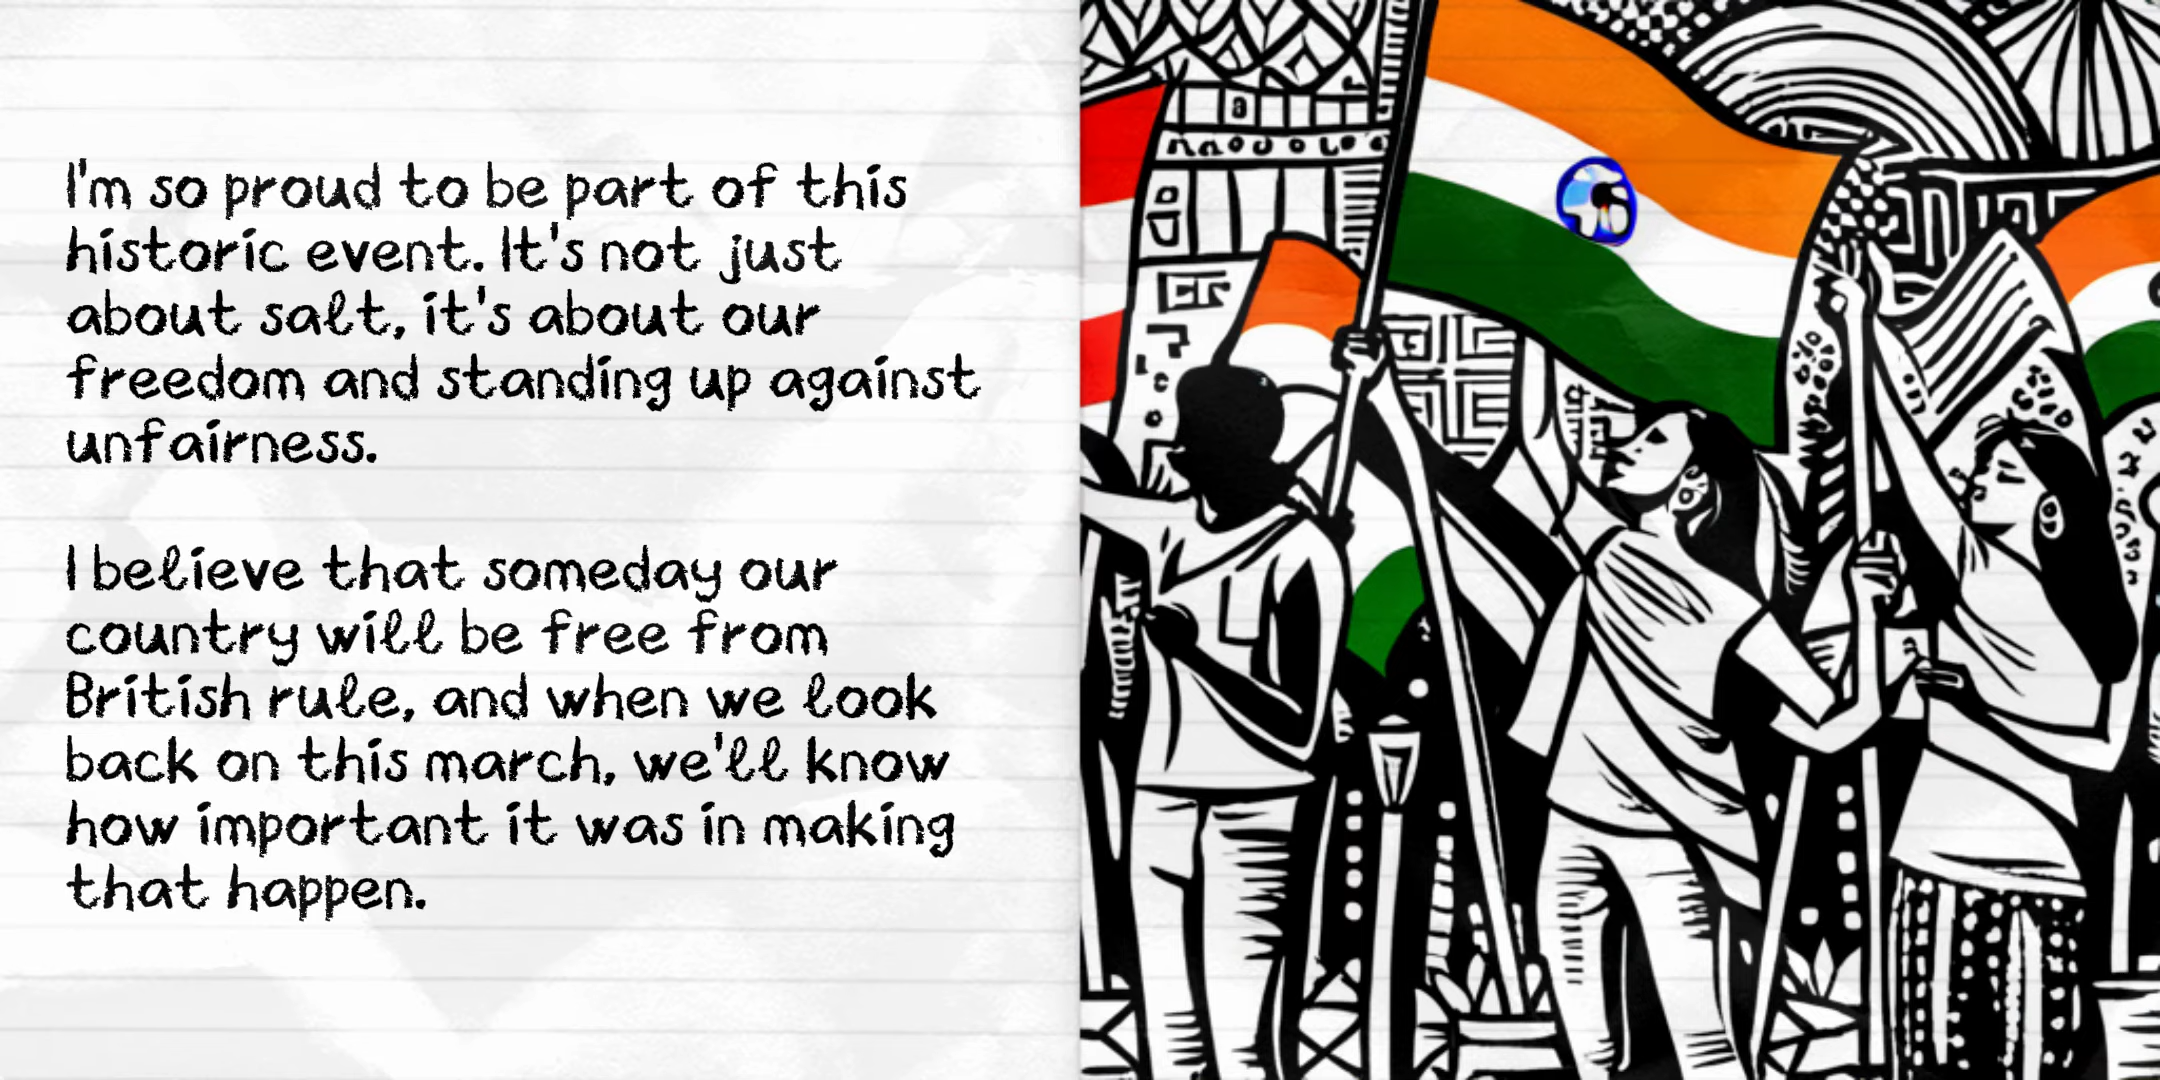 I'm so proud to be part of this
historic event. It's not just
about salt, it's about our
freedom and standing up against
unfairness.
I believe that someday our
country will be free from
British rule, and when we look
back on this march, we'll know
how important it was in making
that happen.